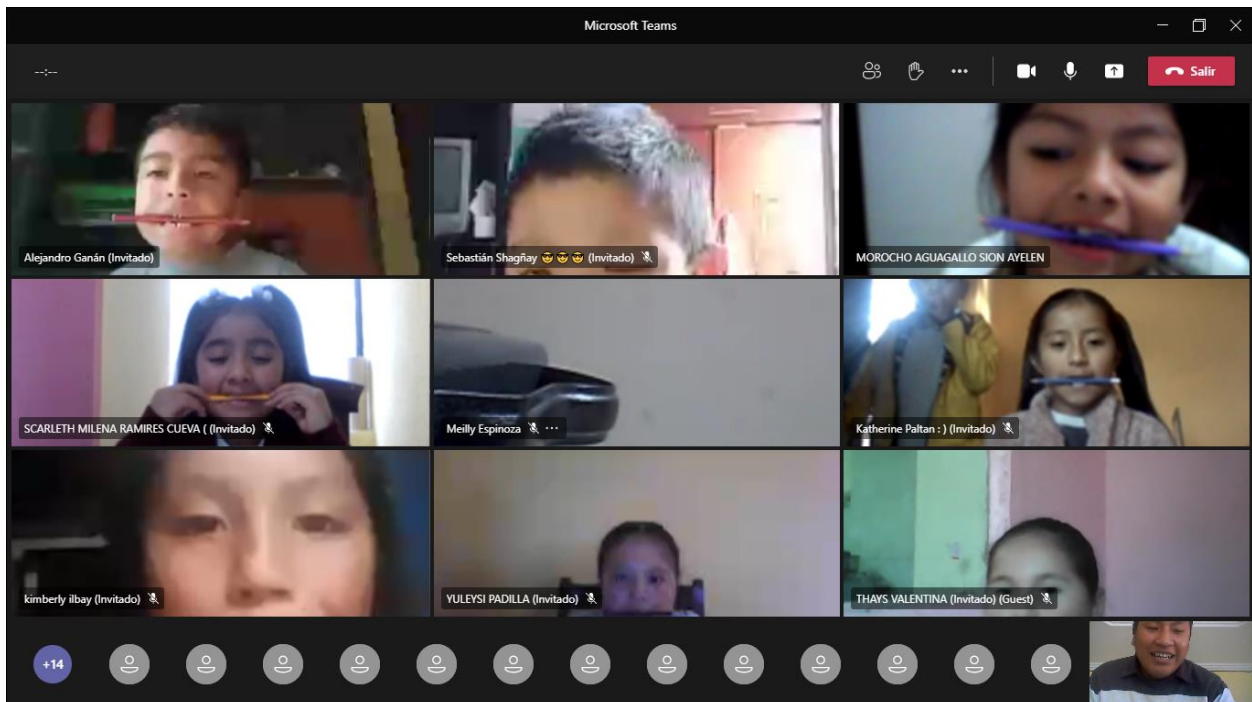 Microsoft Teams
--:--
Salir
Alejandro Ganán (Invitado)
Sebastián Shagñay 😎 😎 😎 (Invitado)
MOROCHO AGUAGALLO SION AYELEN
SCARLETH MILENA RAMIRES CUEVA ( (Invitado)
Meilly Espinoza
Katherine Paltan : ) (Invitado)
kimberly ilbay (Invitado)
YULEYSI PADILLA (Invitado)
THAYS VALENTINA (Invitado) (Guest)
+14